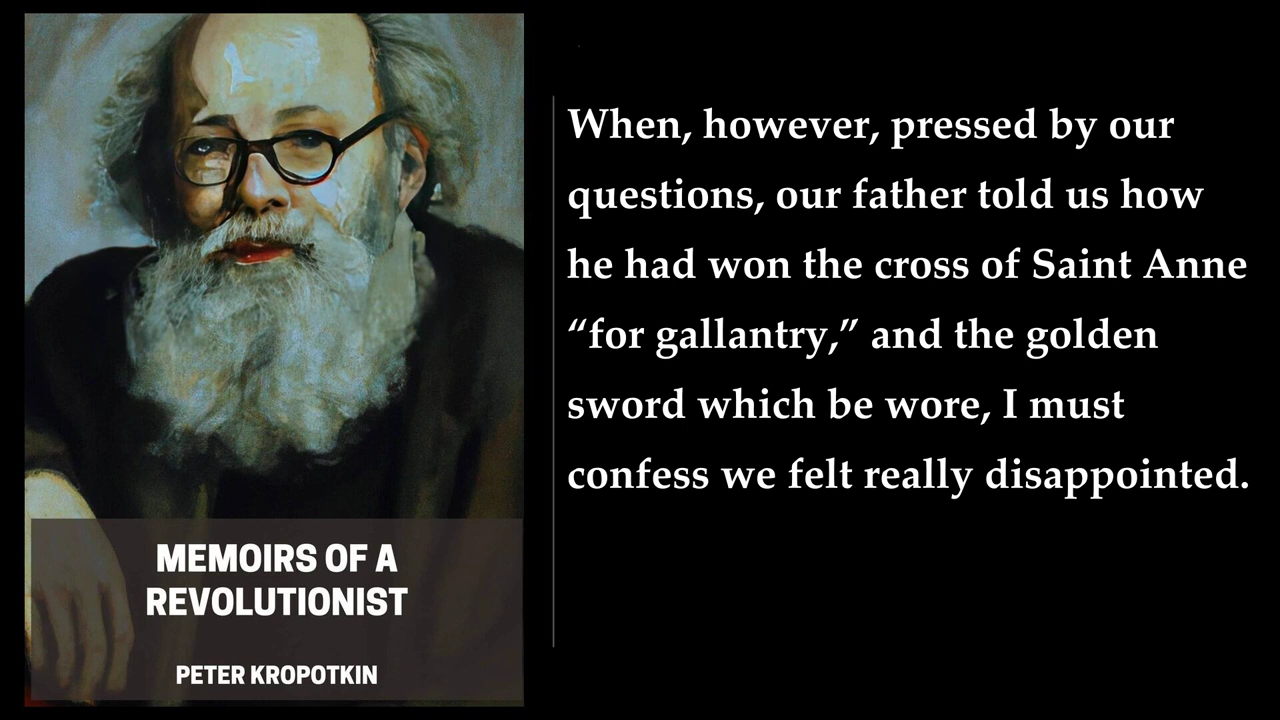 When, however, pressed by our
questions, our father told us how
he had won the cross of Saint Anne
“for gallantry,” and the golden
sword which be wore, I must
confess we felt really disappointed.
MEMOIRS OF A
REVOLUTIONIST
PETER KROPOTKIN